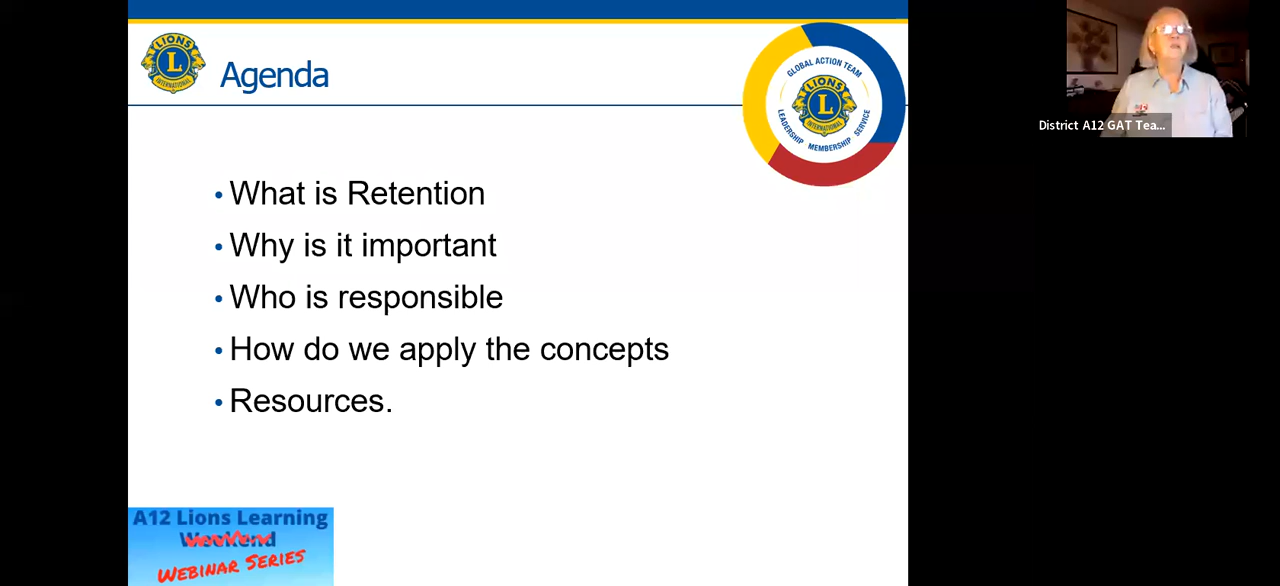 LIONS
L
INTERNATIONAL
Agenda
GLOBAL ACTION TEAM
LIONS
L
INTERNATIONAL
LEADERSHIP MEMBERSHIP SERVICE
District A12 GAT Tea...
• What is Retention
• Why is it important
• Who is responsible
• How do we apply the concepts
• Resources.
A12 Lions Learning
Weekend
WEBINAR SERIES